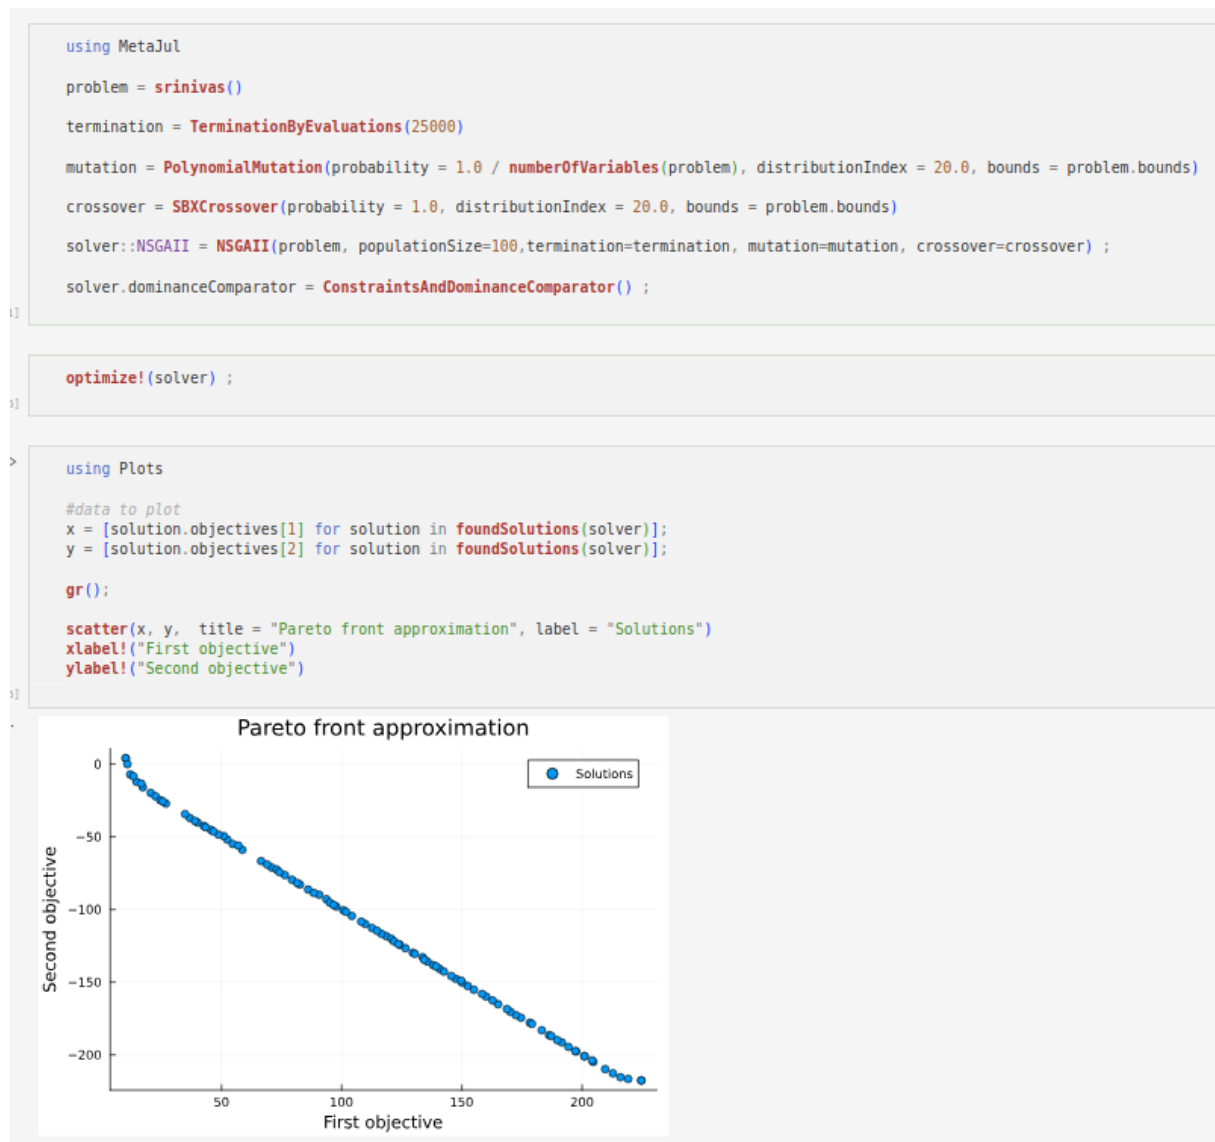 using MetaJul
problem = srinivas()
termination = TerminationByEvaluations(25000)
mutation = PolynomialMutation(probability = 1.0 / numberOfVariables(problem), distributionIndex = 20.0, bounds = problem.bounds)
crossover = SBXCrossover(probability = 1.0, distributionIndex = 20.0, bounds = problem.bounds)
solver::NSGAII = NSGAII(problem, populationSize=100,termination=termination, mutation=mutation, crossover=crossover) ;
solver.dominanceComparator = ConstraintsAndDominanceComparator() ;
optimize!(solver) ;
using Plots
#data to plot
x = [solution.objectives[1] for solution in foundSolutions(solver)];
y = [solution.objectives[2] for solution in foundSolutions(solver)];
gr();
scatter(x, y,  title = "Pareto front approximation", label = "Solutions")
xlabel!("First objective")
ylabel!("Second objective")
Pareto front approximation
Solutions
0
−50
−100
−150
−200
Second objective
50 100 150 200
First objective